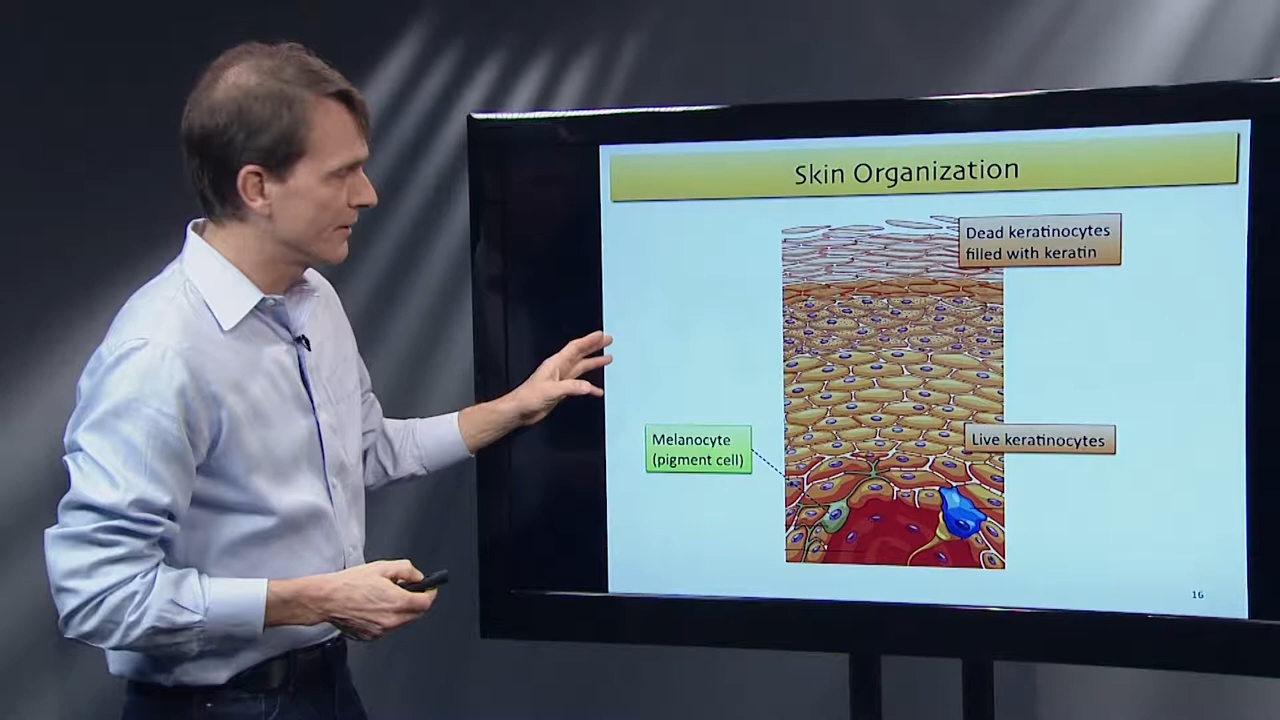 Skin Organization
Dead keratinocytes
filled with keratin
Melanocyte
(pigment cell)
Live keratinocytes
16